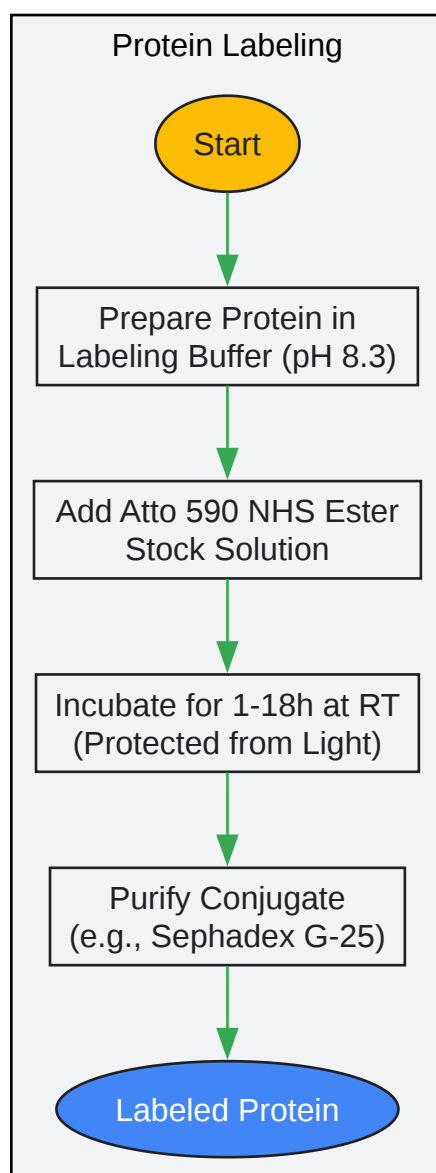 Protein Labeling
Start
Prepare Protein in
Labeling Buffer (pH 8.3)
Add Atto 590 NHS Ester
Stock Solution
Incubate for 1-18h at RT
(Protected from Light)
Purify Conjugate
(e.g., Sephadex G-25)
Labeled Protein